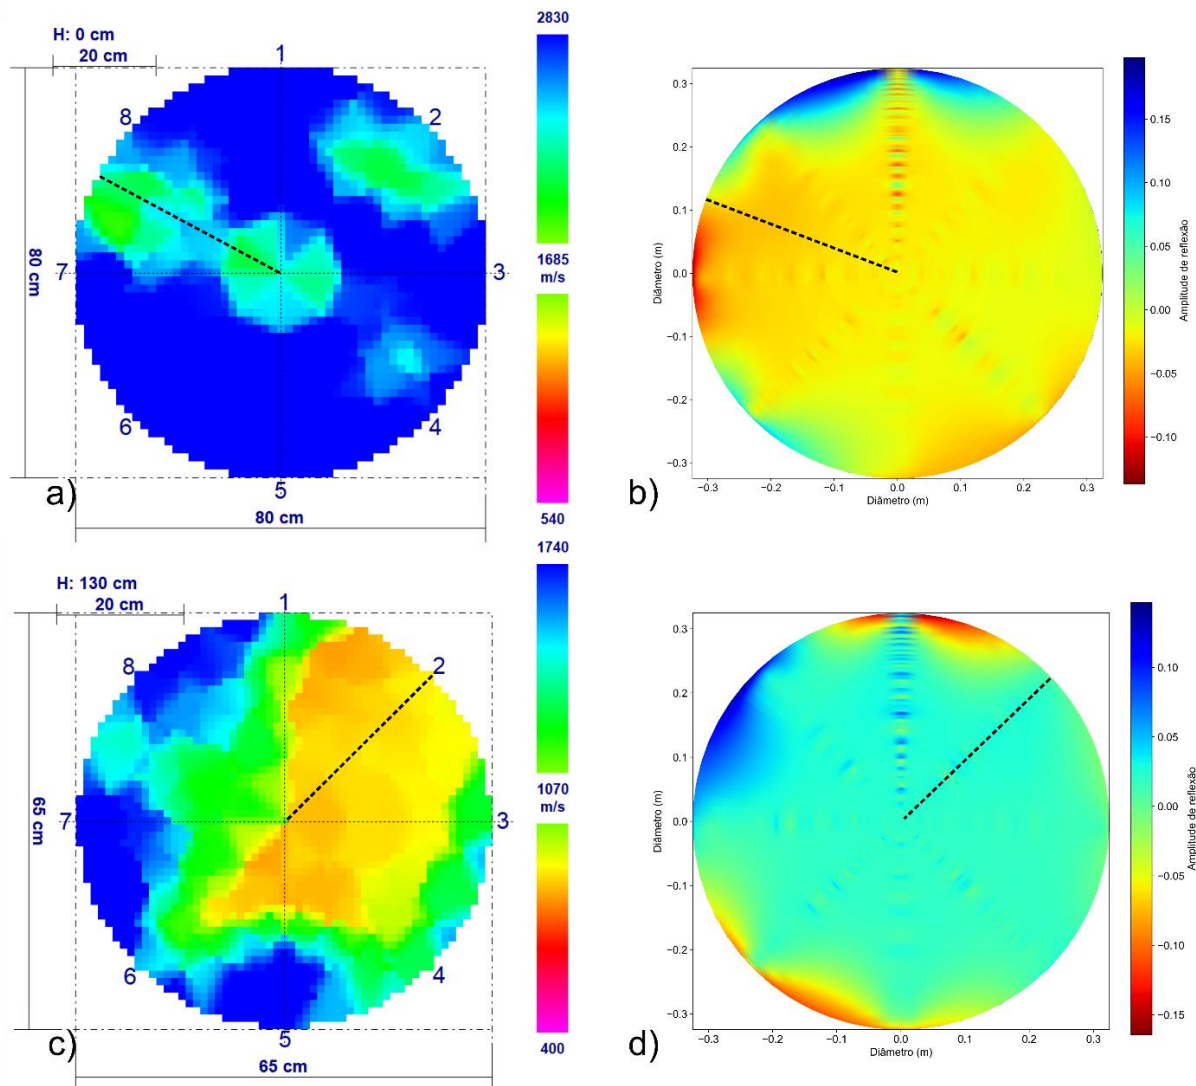 H: 0 cm
20 cm
1
2
3
4
5
6
7
8
80 cm
80 cm
2830
1685
m/s
540
a)
0.3
0.2
0.1
0.0
−0.1
−0.2
−0.3
Diâmetro (m)
−0.3 −0.2 −0.1 0.0 0.1 0.2 0.3
Diâmetro (m)
0.15
0.10
0.05
0.00
−0.05
−0.10
Amplitude de reflexão
b)
H: 130 cm
20 cm
1
2
3
4
5
6
7
8
65 cm
65 cm
1740
1070
m/s
400
c)
0.3
0.2
0.1
0.0
−0.1
−0.2
−0.3
Diâmetro (m)
−0.3 −0.2 −0.1 0.0 0.1 0.2 0.3
Diâmetro (m)
0.10
0.05
0.00
−0.05
−0.10
−0.15
Amplitude de reflexão
d)